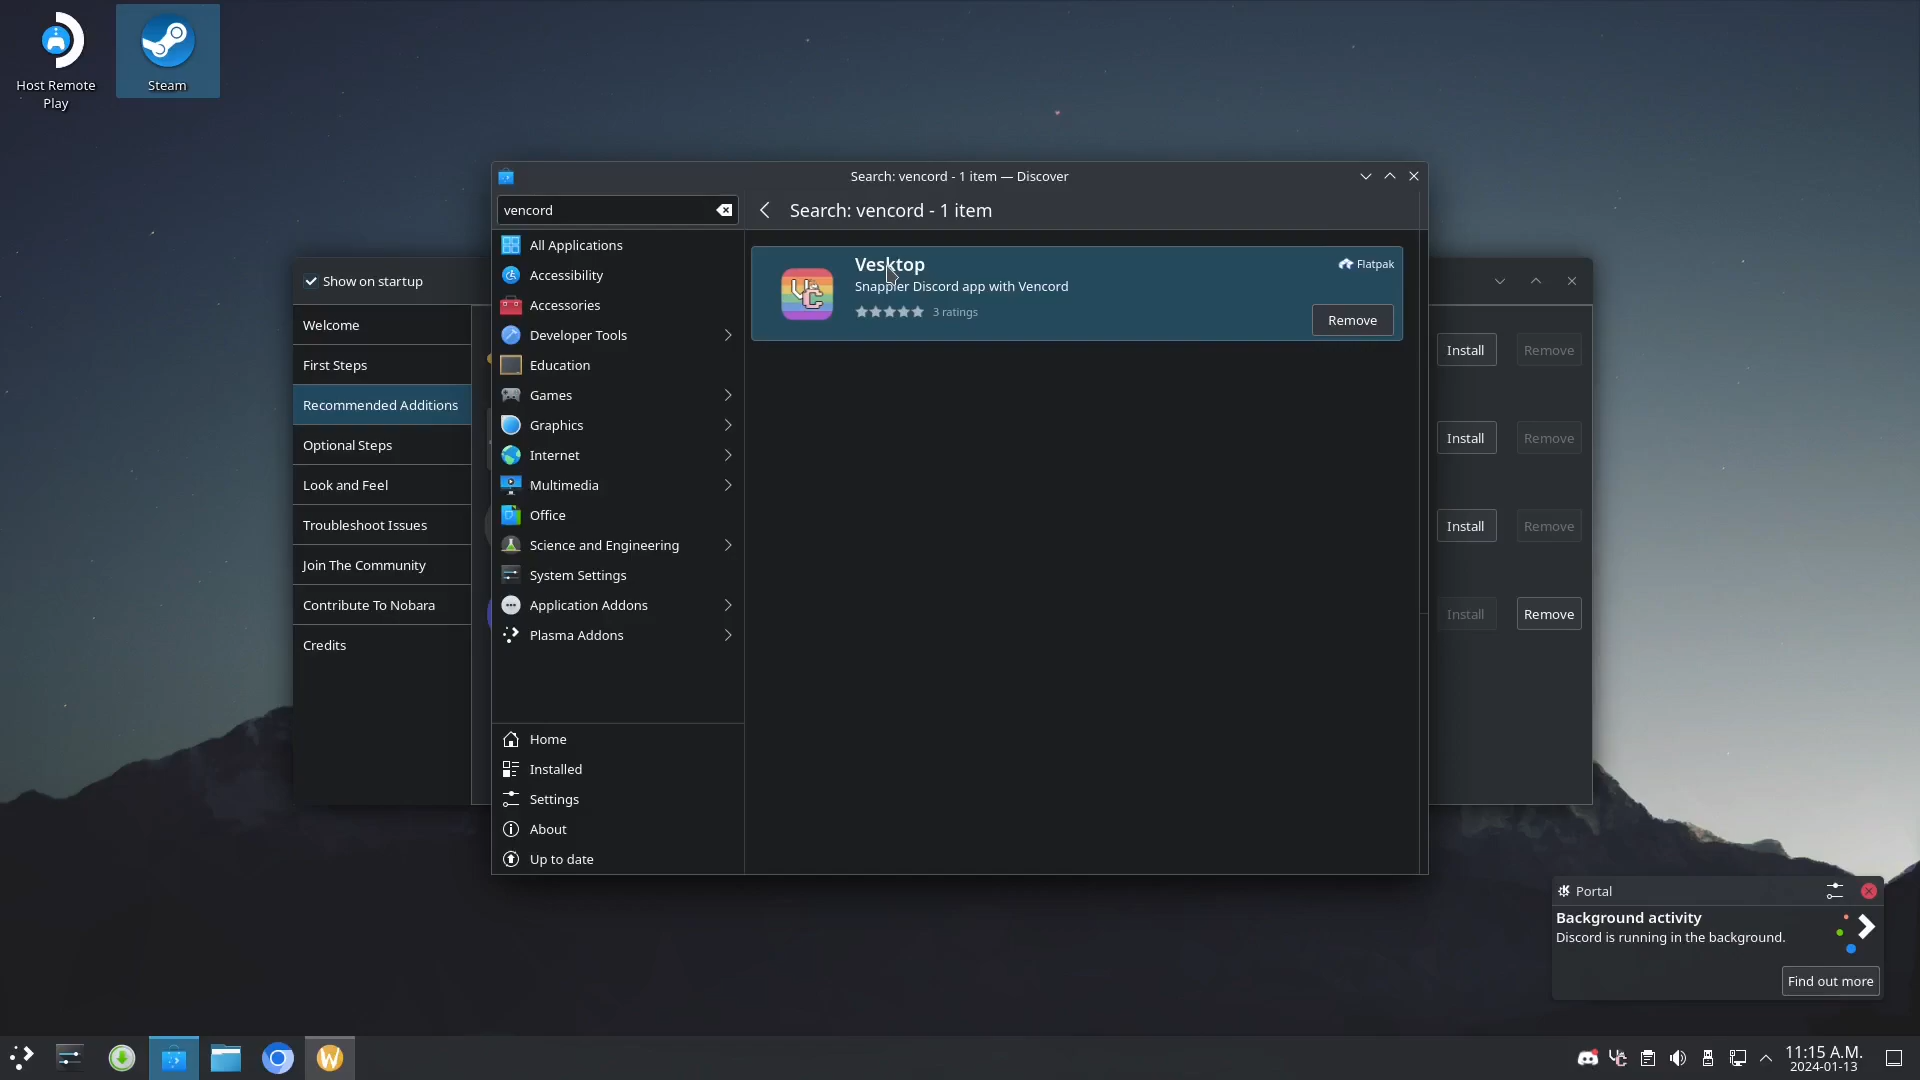 Host Remote
Play
Steam
Search: vencord - 1 item — Discover
vencord
Search: vencord - 1 item
All Applications
Accessibility
Accessories
Developer Tools
Education
Games
Graphics
Internet
Multimedia
Office
Science and Engineering
System Settings
Application Addons
Plasma Addons
Home
Installed
Settings
About
Up to date
Vesktop
Flatpak
Snappier Discord app with Vencord
3 ratings
Remove
Show on startup
Welcome
First Steps
Recommended Additions
Optional Steps
Look and Feel
Troubleshoot Issues
Join The Community
Contribute To Nobara
Credits
Install Remove
Install Remove
Install Remove
Install Remove
Portal
Background activity
Discord is running in the background.
Find out more
11:15 A.M.
2024-01-13